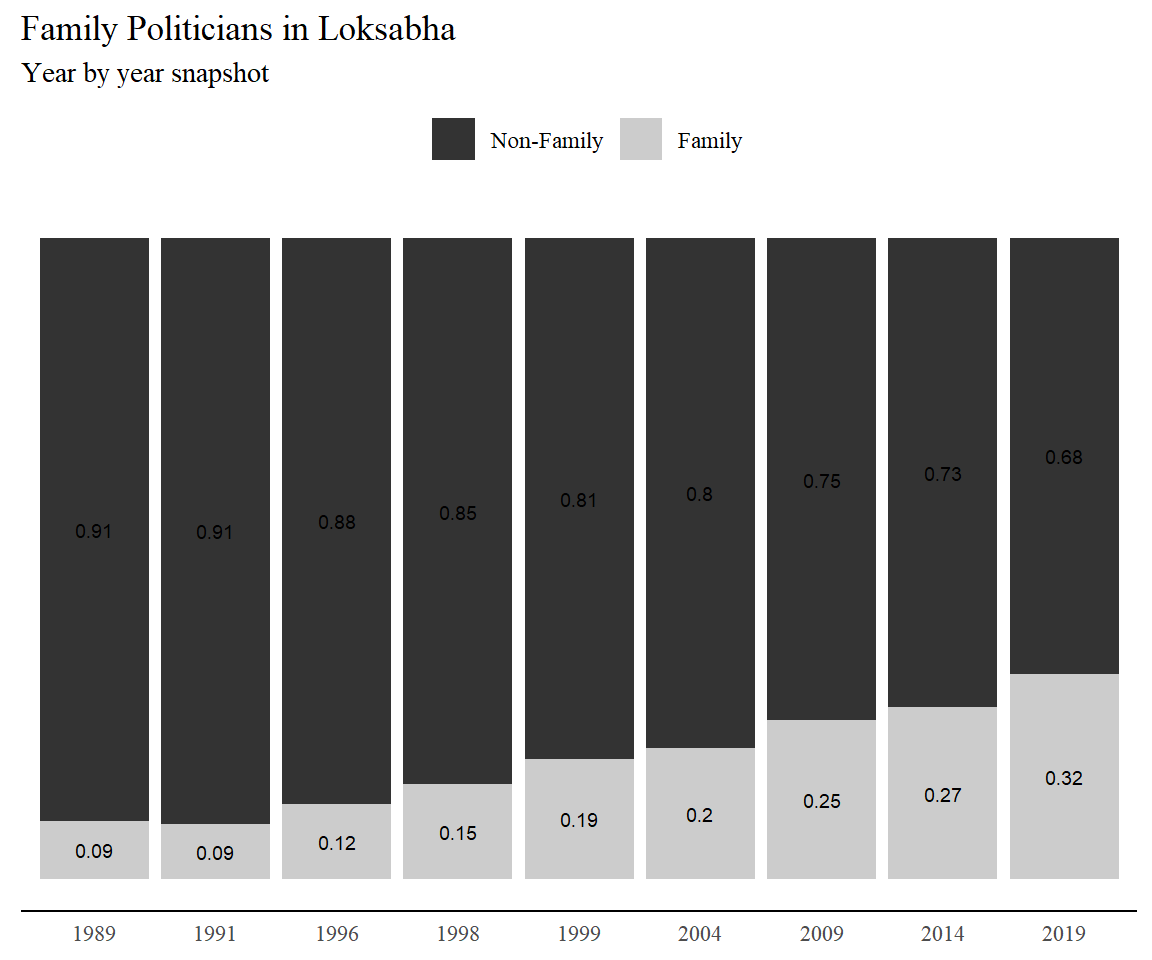 Family Politicians in Loksabha
Year by year snapshot
Non-Family Family
0.91 0.91 0.88 0.85 0.81 0.8 0.75 0.73 0.68
0.09 0.09 0.12 0.15 0.19 0.2 0.25 0.27 0.32
1989 1991 1996 1998 1999 2004 2009 2014 2019